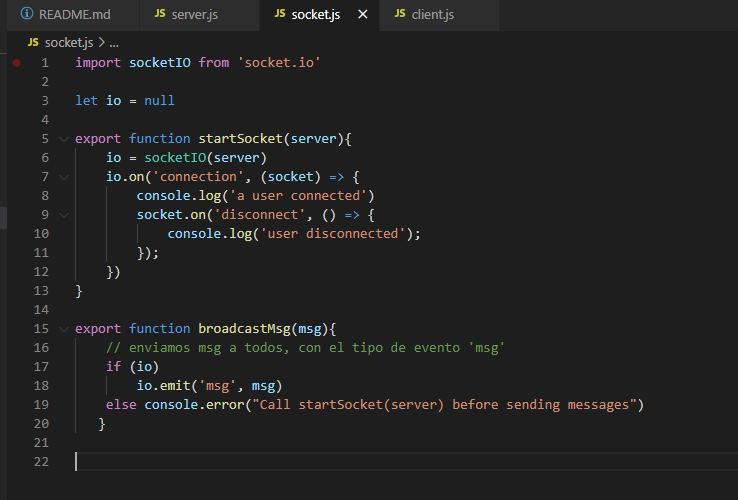 README.md JS server.js JS socket.js JS client.js
JS socket.js > ...
1 import socketIO from 'socket.io'
2
3 let io = null
4
5 export function startSocket(server){
6 io = socketIO(server)
7 io.on('connection', (socket) => {
8 console.log('a user connected')
9 socket.on('disconnect', () => {
10 console.log('user disconnected');
11 });
12 })
13 }
14
15 export function broadcastMsg(msg){
16 // enviamos msg a todos, con el tipo de evento 'msg'
17 if (io)
18 io.emit('msg', msg)
19 else console.error("Call startSocket(server) before sending messages")
20 }
21
22